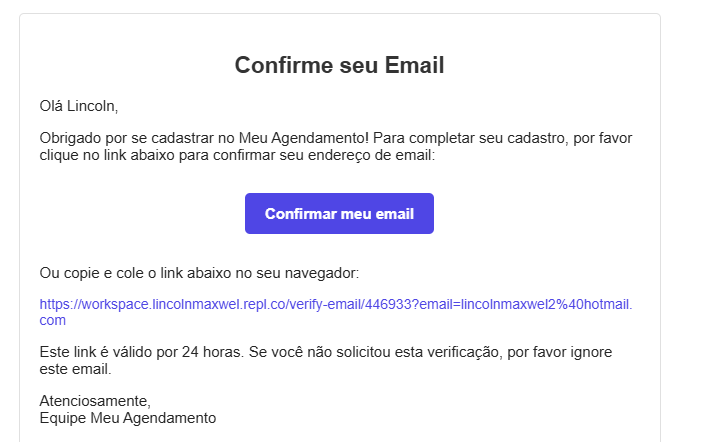 Confirme seu Email
Olá Lincoln,
Obrigado por se cadastrar no Meu Agendamento! Para completar seu cadastro, por favor
clique no link abaixo para confirmar seu endereço de email:
Confirmar meu email
Ou copie e cole o link abaixo no seu navegador:
https://workspace.lincolnmaxwel.repl.co/verify-email/446933?email=lincolnmaxwel2%40hotmail.
com
Este link é válido por 24 horas. Se você não solicitou esta verificação, por favor ignore
este email.
Atenciosamente,
Equipe Meu Agendamento